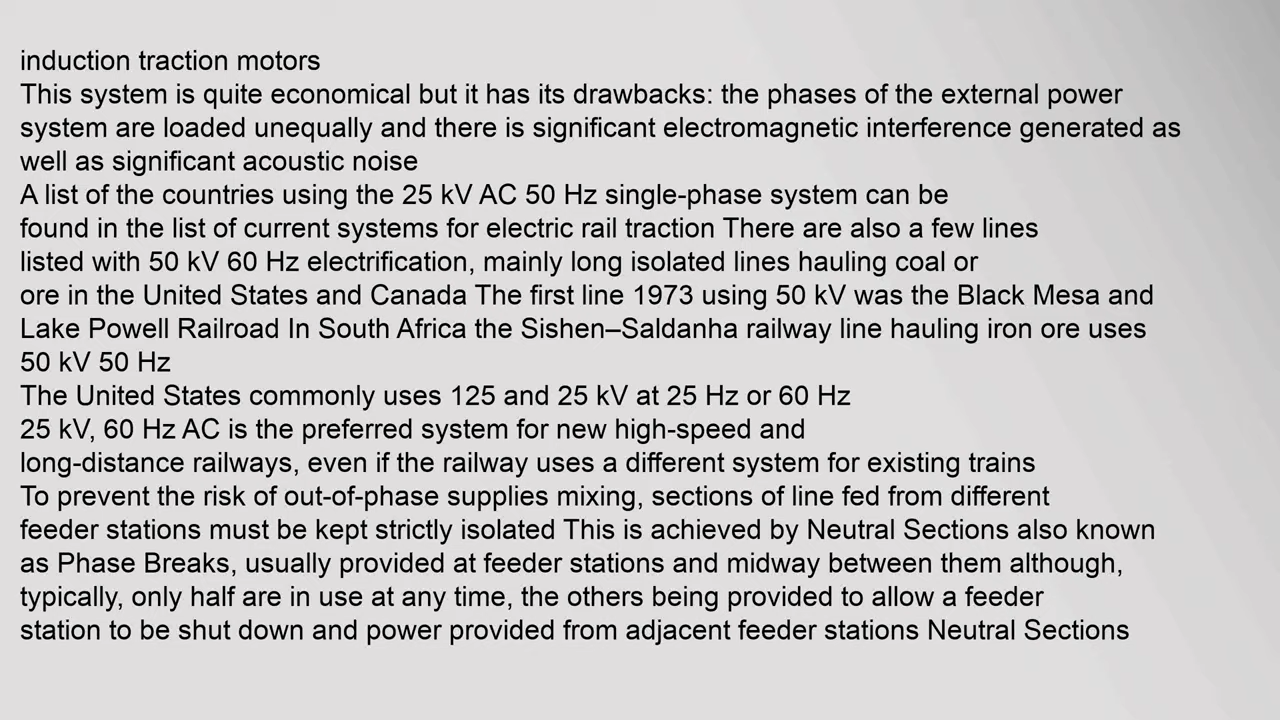 induction traction motors
This system is quite economical but it has its drawbacks: the phases of the external power
system are loaded unequally and there is significant electromagnetic interference generated as
well as significant acoustic noise
A list of the countries using the 25 kV AC 50 Hz single-phase system can be
found in the list of current systems for electric rail traction There are also a few lines
listed with 50 kV 60 Hz electrification, mainly long isolated lines hauling coal or
ore in the United States and Canada The first line 1973 using 50 kV was the Black Mesa and
Lake Powell Railroad In South Africa the Sishen–Saldanha railway line hauling iron ore uses
50 kV 50 Hz
The United States commonly uses 125 and 25 kV at 25 Hz or 60 Hz
25 kV, 60 Hz AC is the preferred system for new high-speed and
long-distance railways, even if the railway uses a different system for existing trains
To prevent the risk of out-of-phase supplies mixing, sections of line fed from different
feeder stations must be kept strictly isolated This is achieved by Neutral Sections also known
as Phase Breaks, usually provided at feeder stations and midway between them although,
typically, only half are in use at any time, the others being provided to allow a feeder
station to be shut down and power provided from adjacent feeder stations Neutral Sections